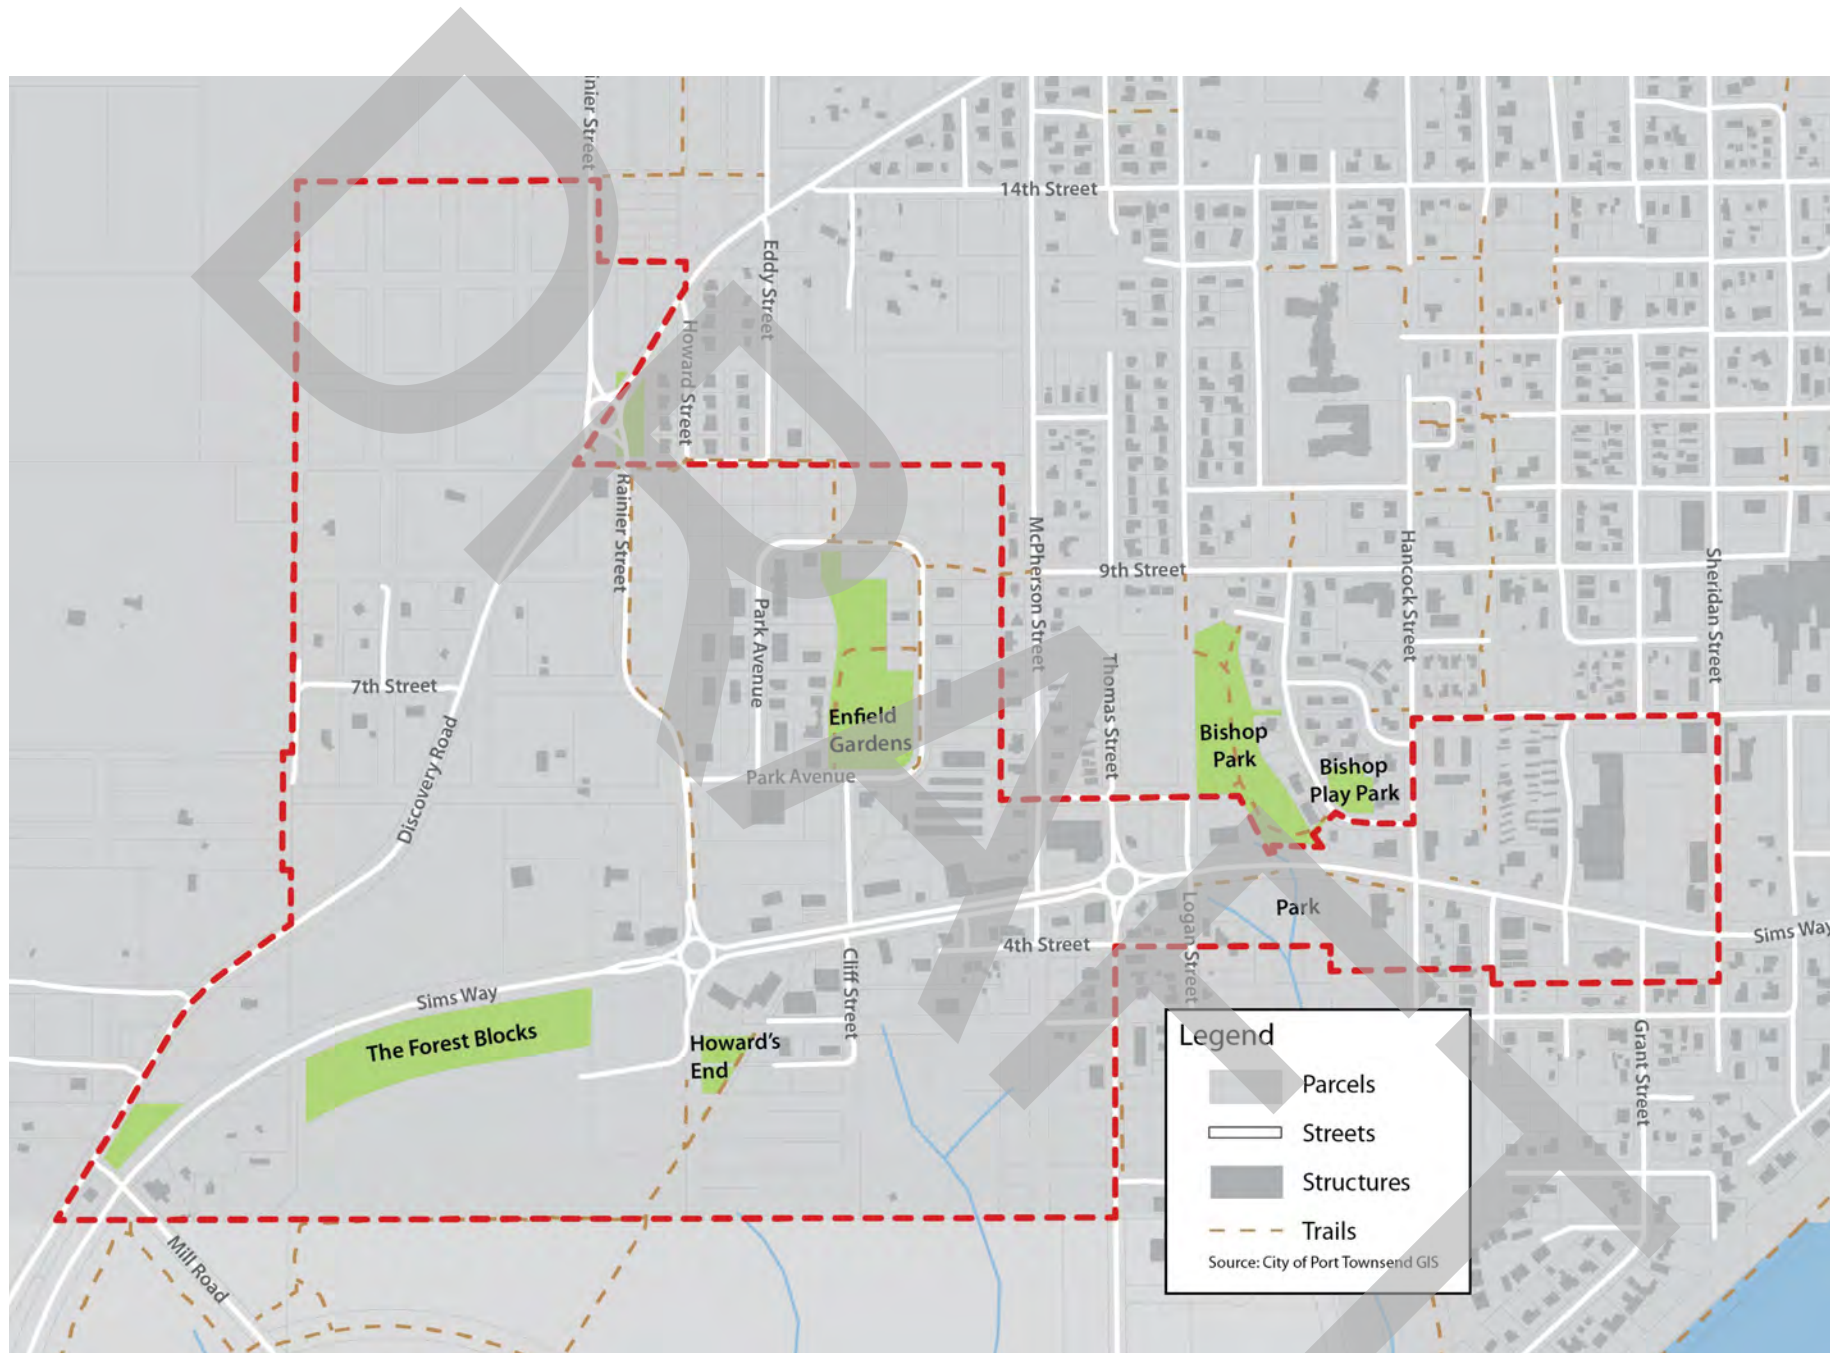 inier Street
14th Street
Eddy Street
Howard Street
Rainier Street
McPherson Street
9th Street
Hancock Street
Sheridan Street
Park Avenue
Thomas Street
7th Street
Discovery Road
Enfield
Gardens
Park Avenue
Bishop
Park
Bishop
Play Park
Park
Logan Street
4th Street
Sims Way
Cliff Street
Sims Way
The Forest Blocks
Howard's
End
Grant Street
Mill Road
Legend
Parcels
Streets
Structures
Trails
Source: City of Port Townsend GIS
DRAFT